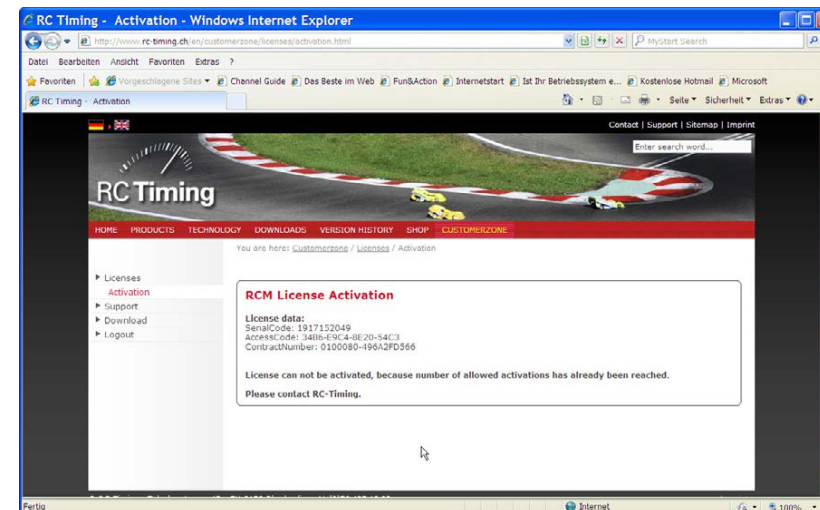 RC Timing - Activation - Windows Internet Explorer
http://www.rc-timing.ch/en/customerzone/licenses/activation.html
MyStart Search
Datei Bearbeiten Ansicht Favoriten Extras ?
Favoriten Vorgeschlagene Sites Channel Guide Das Beste im Web Fun&Action Internetstart Ist Ihr Betriebssystem e... Kostenlose Hotmail Microsoft
RC Timing - Activation
Seite Sicherheit Extras
Contact | Support | Sitemap | Imprint
Enter search word...
RC Timing
HOME PRODUCTS TECHNOLOGY DOWNLOADS VERSION HISTORY SHOP CUSTOMERZONE
You are here: Customerzone / Licenses / Activation
Licenses
Activation
Support
Download
Logout
RCM License Activation
License data:
SerialCode: 1917152049
AccessCode: 34B6-E9C4-8E20-54C3
ContractNumber: 0100080-496A2FD566
License can not be activated, because number of allowed activations has already been reached.
Please contact RC-Timing.
Fertig
Internet
100%